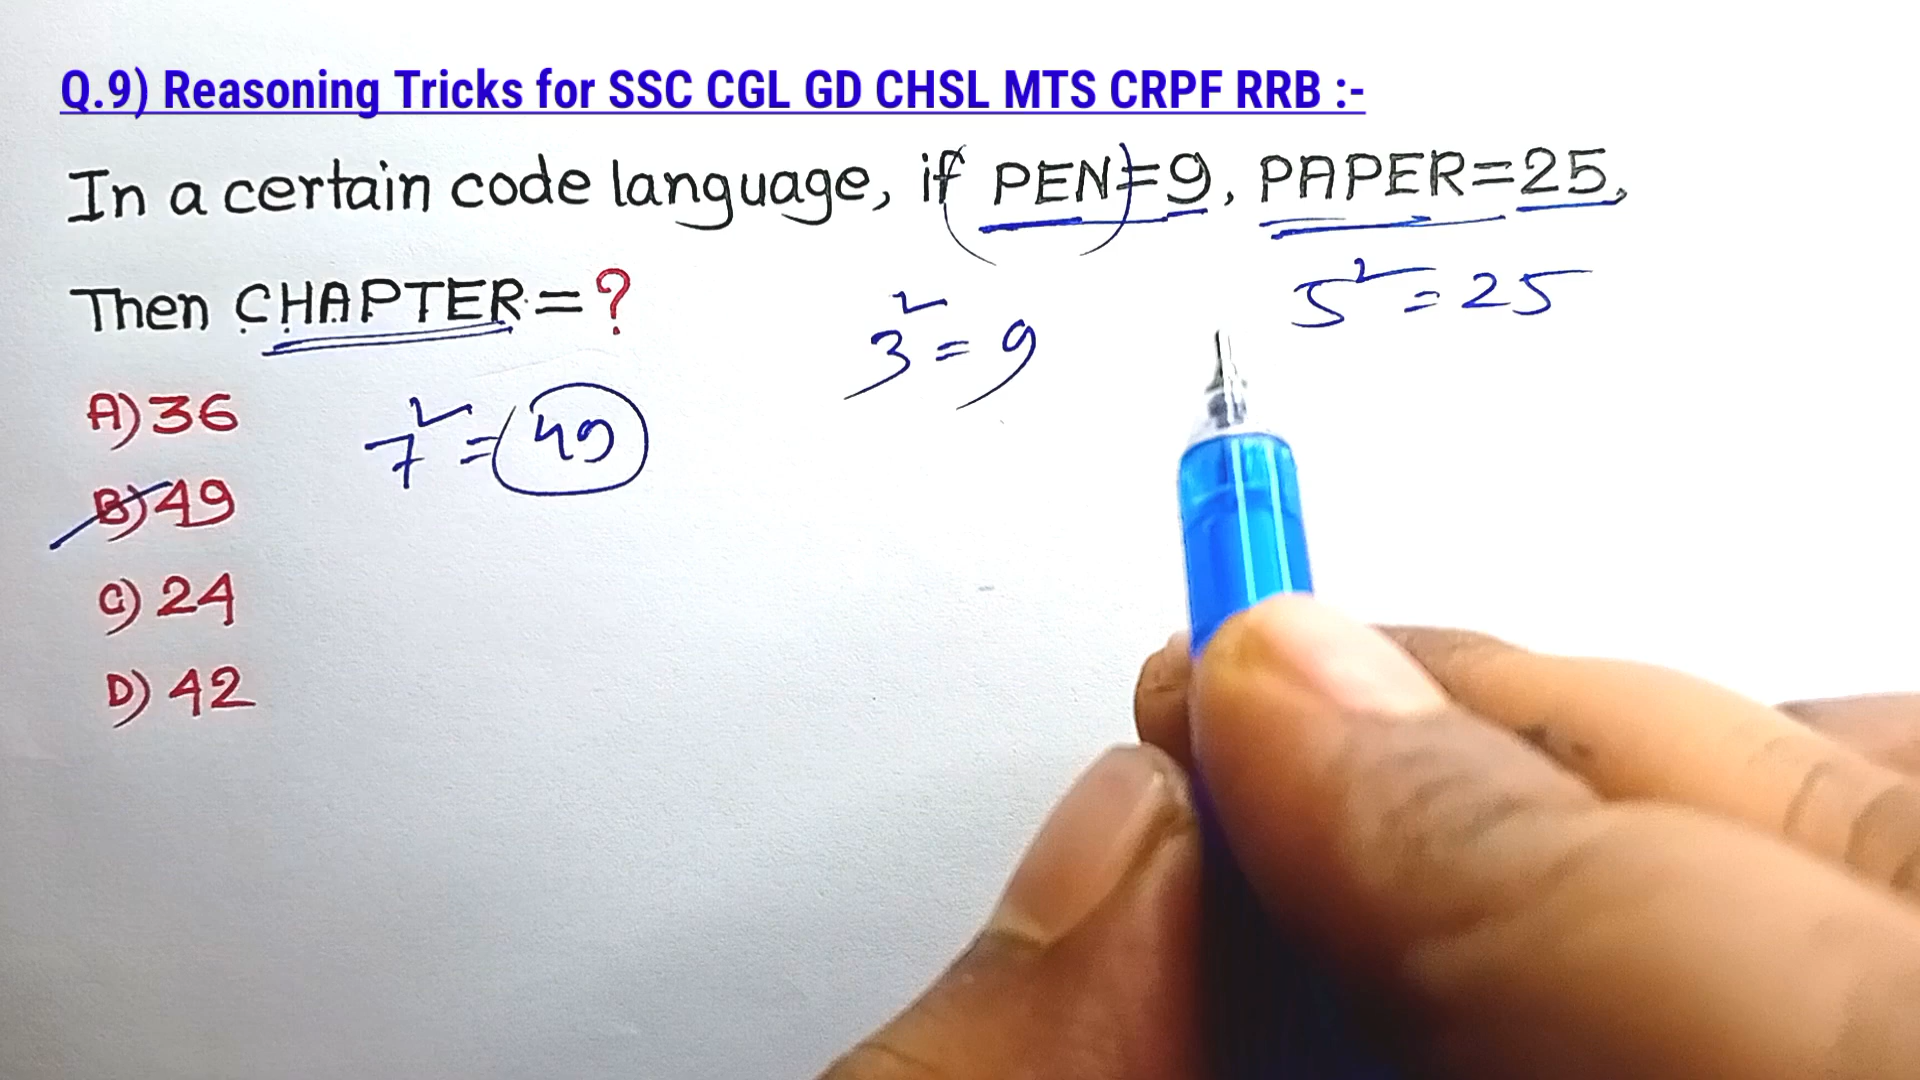 Q.9) Reasoning Tricks for SSC CGL GD CHSL MTS CRPF RRB :-
In a certain code language, if PEN=9, PAPER=25,
Then CHAPTER=?
3² = 9
5² = 25
A) 36
7² = 49
B) 49
C) 24
D) 42